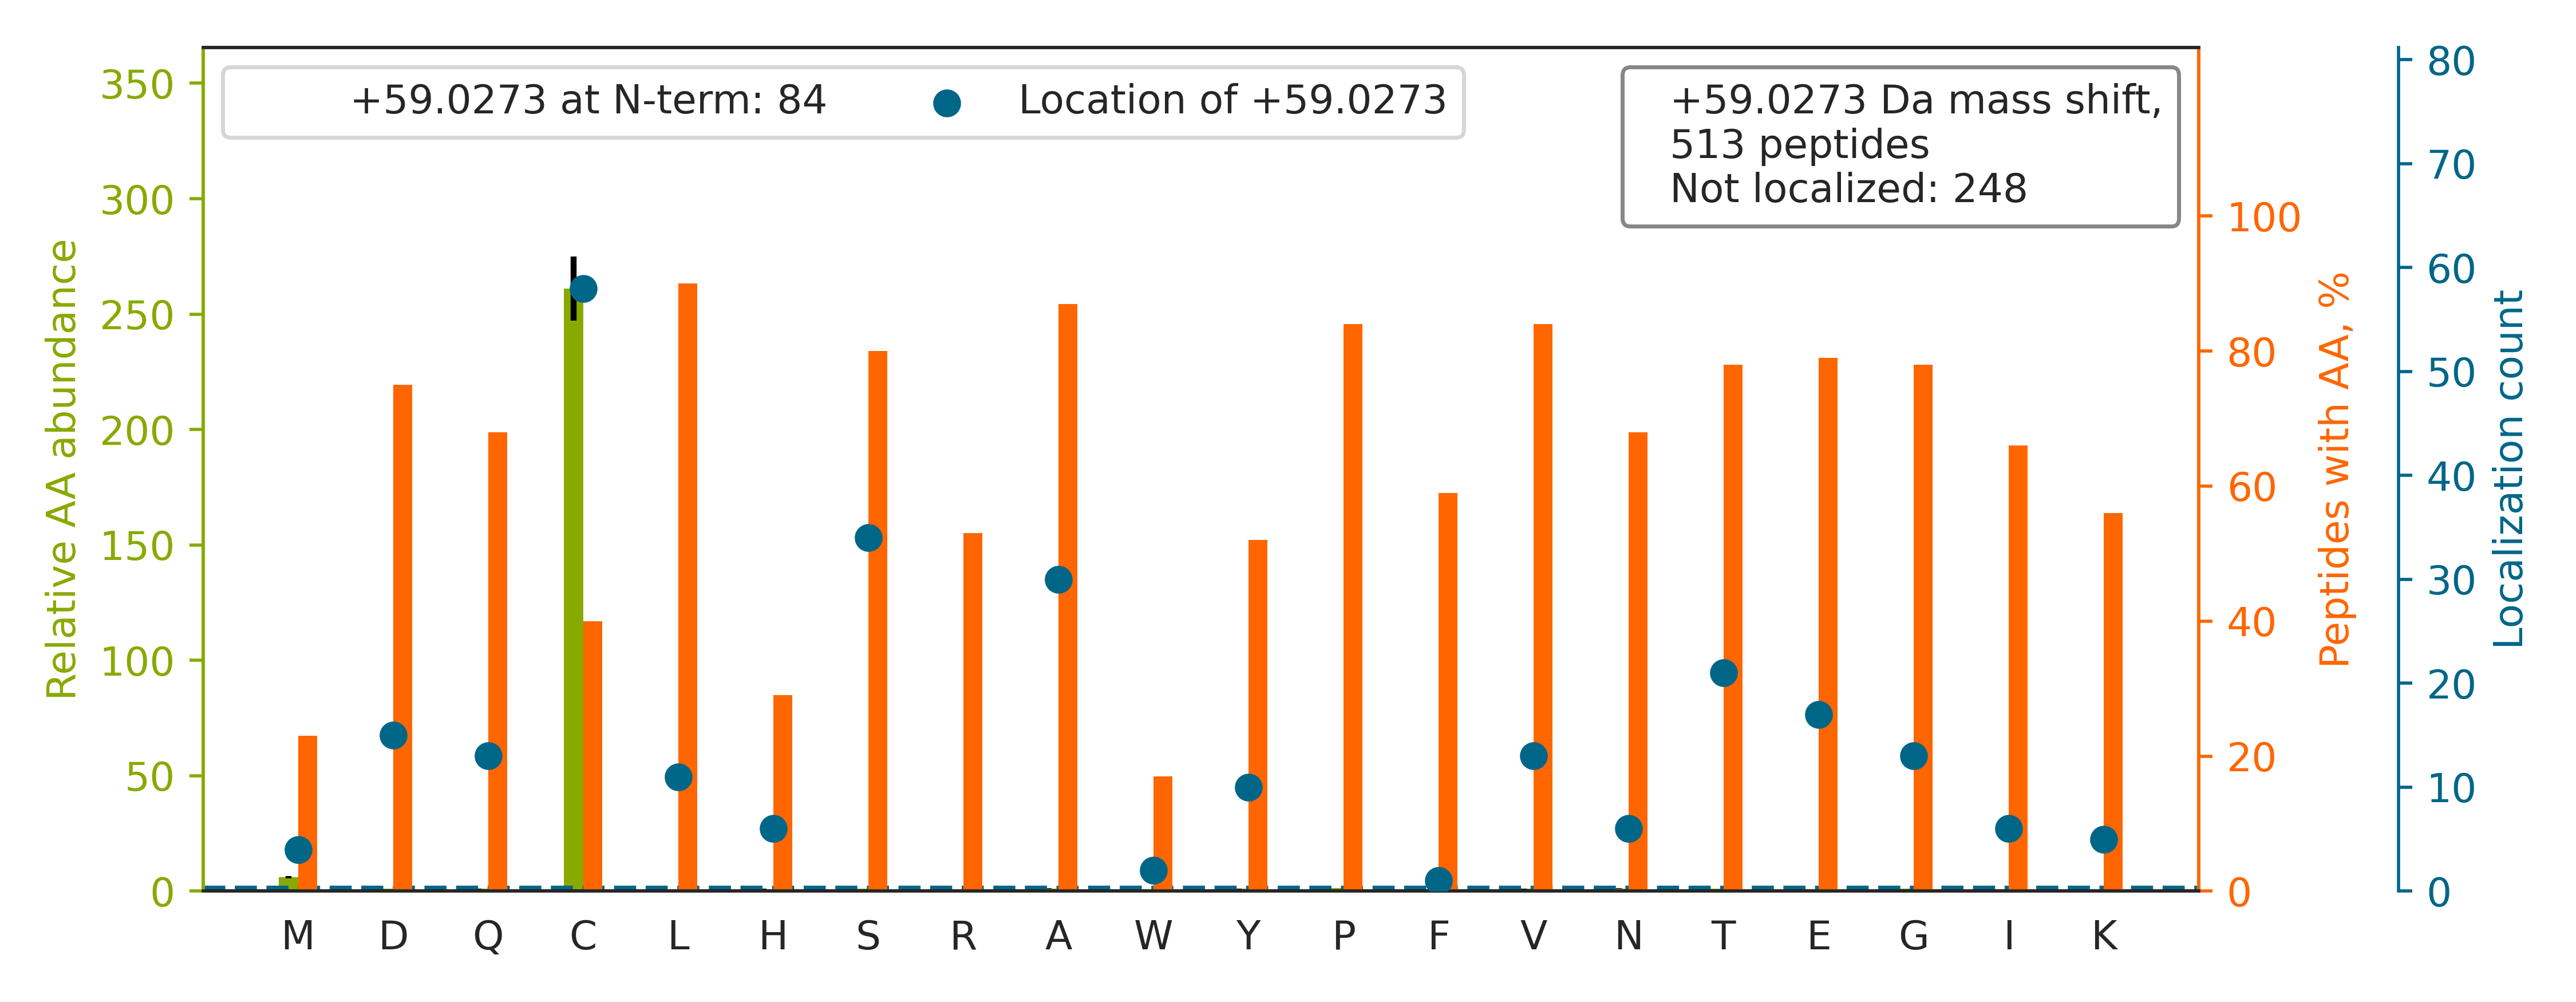 +59.0273 at N-term: 84
Location of +59.0273
+59.0273 Da mass shift,
513 peptides
Not localized: 248
Relative AA abundance
350
300
250
200
150
100
50
0
M D Q C L H S R A W Y P F V N T E G I K
100
80
60
40
20
0
Peptides with AA, %
80
70
60
50
40
30
20
10
0
Localization count